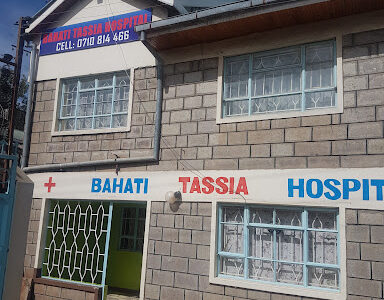 BAHATI TASSIA HOSPITAL
CELL: 0710 814 466
+ BAHATI TASSIA HOSPIT